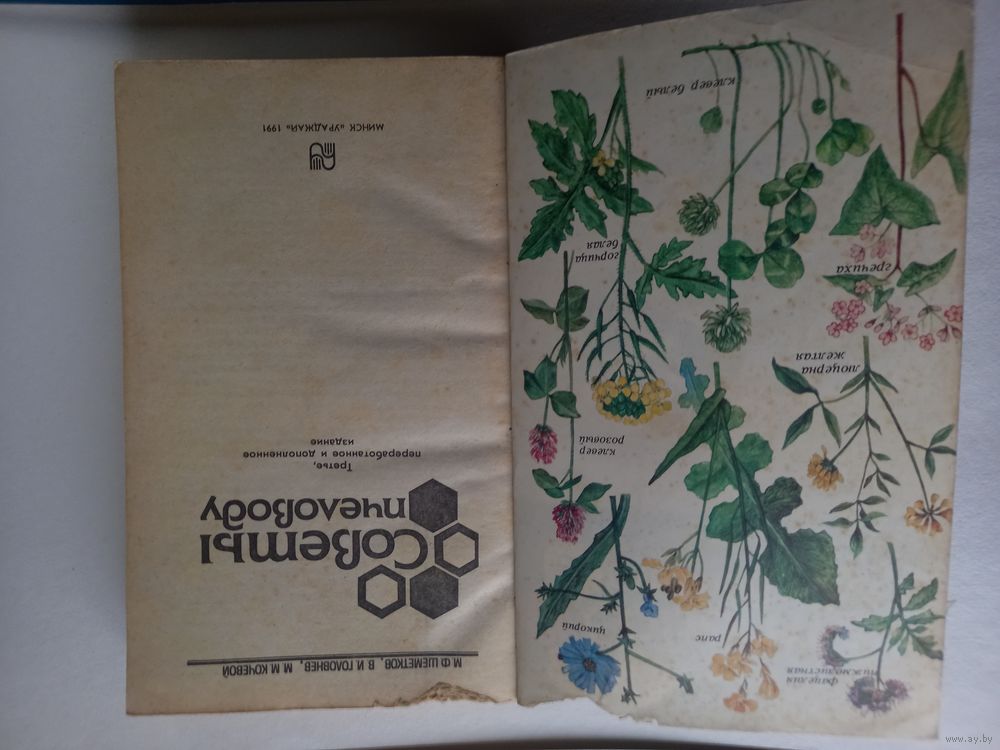 М. Ф. ШЕМЕТКОВ, В. И. ГОЛОВНЕВ, М. М. КОЧЕВОЙ
Советы
пчеловоду
Третье,
переработанное и дополненное
издание
МИНСК «УРАДЖАЙ» 1991
фацелия
пижмолистная
рапс
цикорий
люцерна
желтая
клевер
розовый
гречиха
горчица
белая
клевер белый
www.ay.by